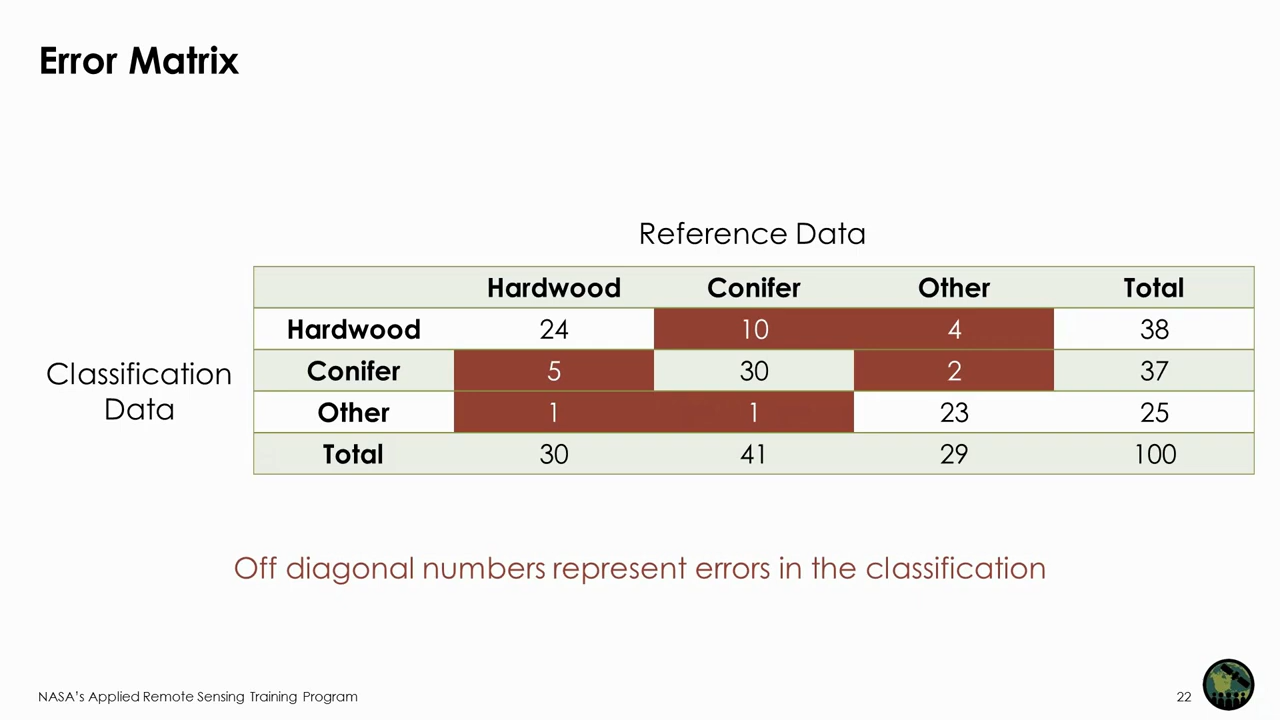 Error Matrix
Reference Data
Hardwood Conifer Other Total
Hardwood 24 10 4 38
Conifer 5 30 2 37
Other 1 1 23 25
Total 30 41 29 100
Classification
Data
Off diagonal numbers represent errors in the classification
NASA's Applied Remote Sensing Training Program
22